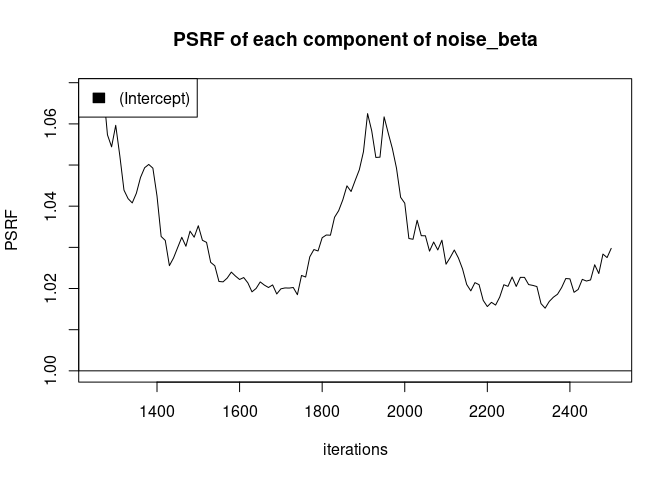 PSRF of each component of noise_beta
(Intercept)
PSRF
1.06
1.04
1.02
1.00
1400 1600 1800 2000 2200 2400
iterations